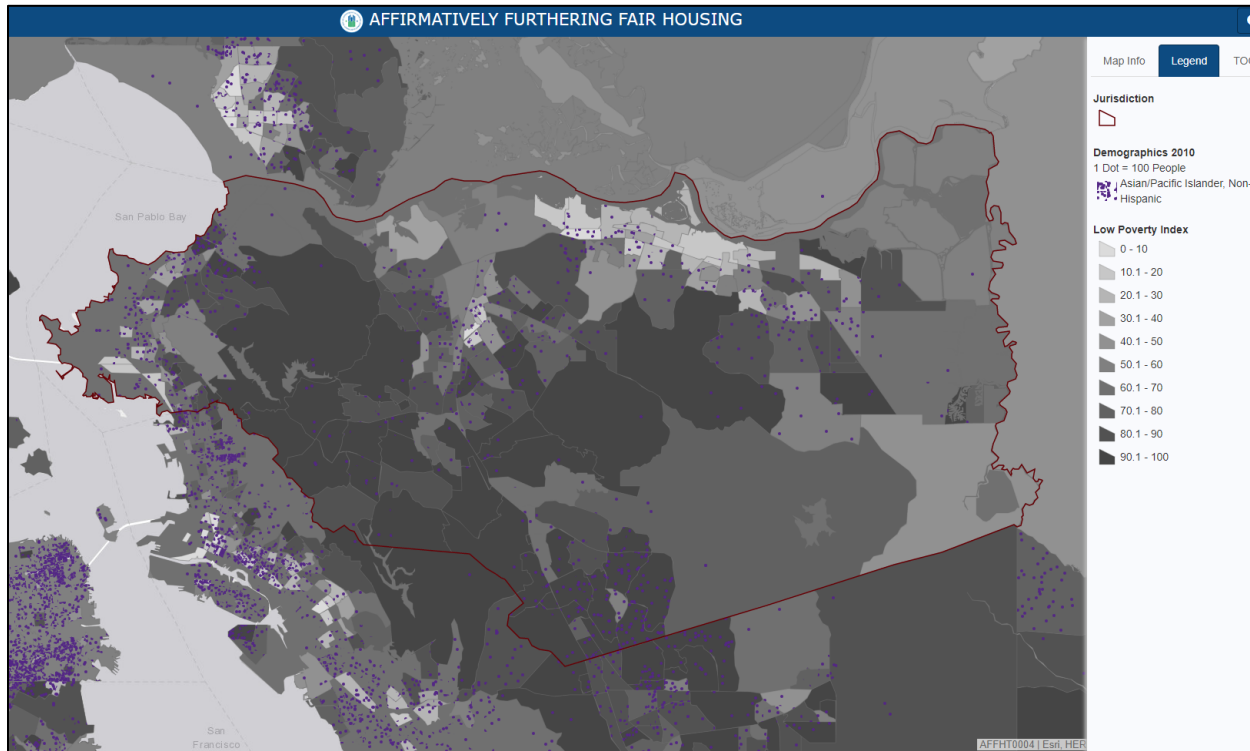 AFFIRMATIVELY FURTHERING FAIR HOUSING
Map Info
Legend
TOC
Jurisdiction
Demographics 2010
1 Dot = 100 People
Asian/Pacific Islander, Non-
Hispanic
Low Poverty Index
0 - 10
10.1 - 20
20.1 - 30
30.1 - 40
40.1 - 50
50.1 - 60
60.1 - 70
70.1 - 80
80.1 - 90
90.1 - 100
San Pablo Bay
San
Francisco
AFFHT0004 | Esri, HER